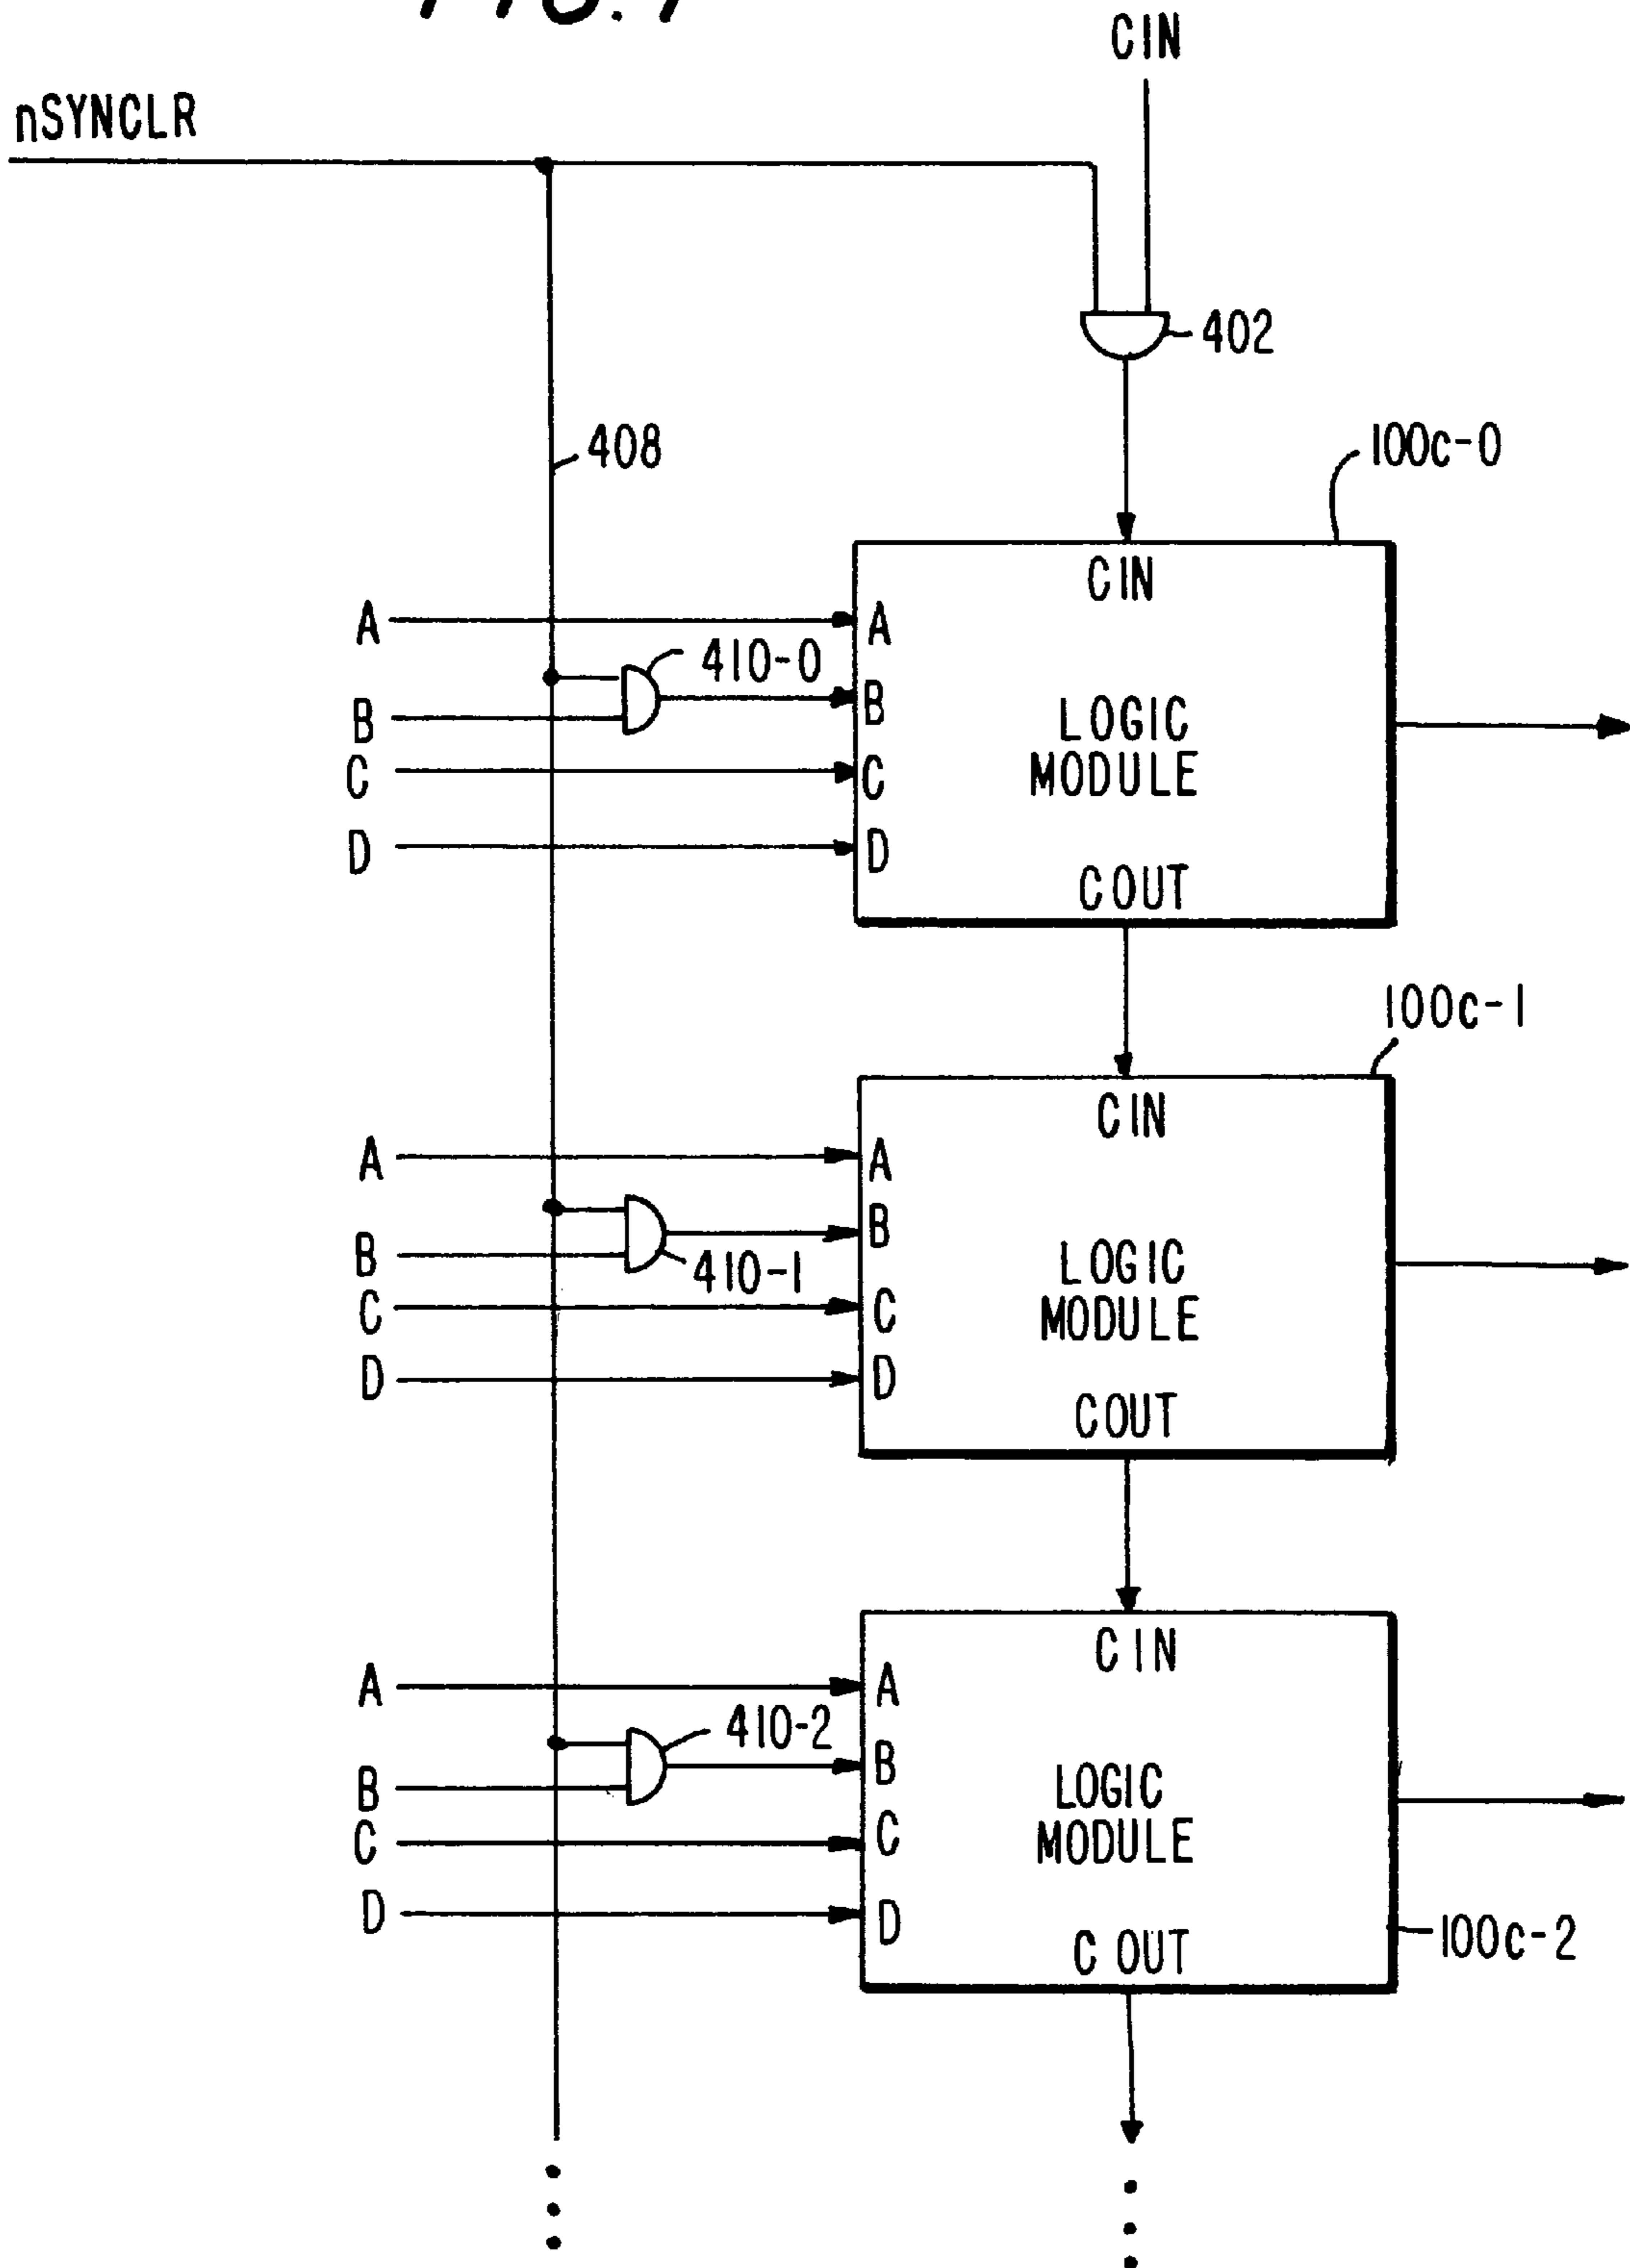 CIN
nSYNCLR
402
408
100c-0
CIN
A
A
410-0
B
B
LOGIC
MODULE
C
C
D
D
COUT
100c-1
CIN
A
A
B
B
410-1
LOGIC
MODULE
C
C
D
D
COUT
CIN
A
A
410-2
B
B
LOGIC
MODULE
C
C
D
D
100c-2
C OUT